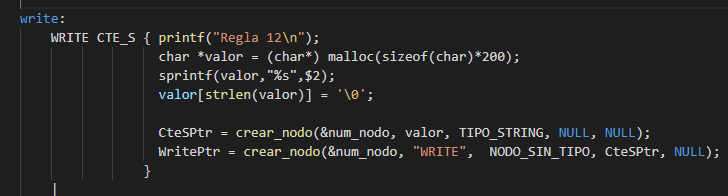 write:
WRITE CTE_S { printf("Regla 12\n");
char *valor = (char*) malloc(sizeof(char)*200);
sprintf(valor,"%s",$2);
valor[strlen(valor)] = '\0';
CteSPtr = crear_nodo(&num_nodo, valor, TIPO_STRING, NULL, NULL);
WritePtr = crear_nodo(&num_nodo, "WRITE",  NODO_SIN_TIPO, CteSPtr, NULL);
}
|